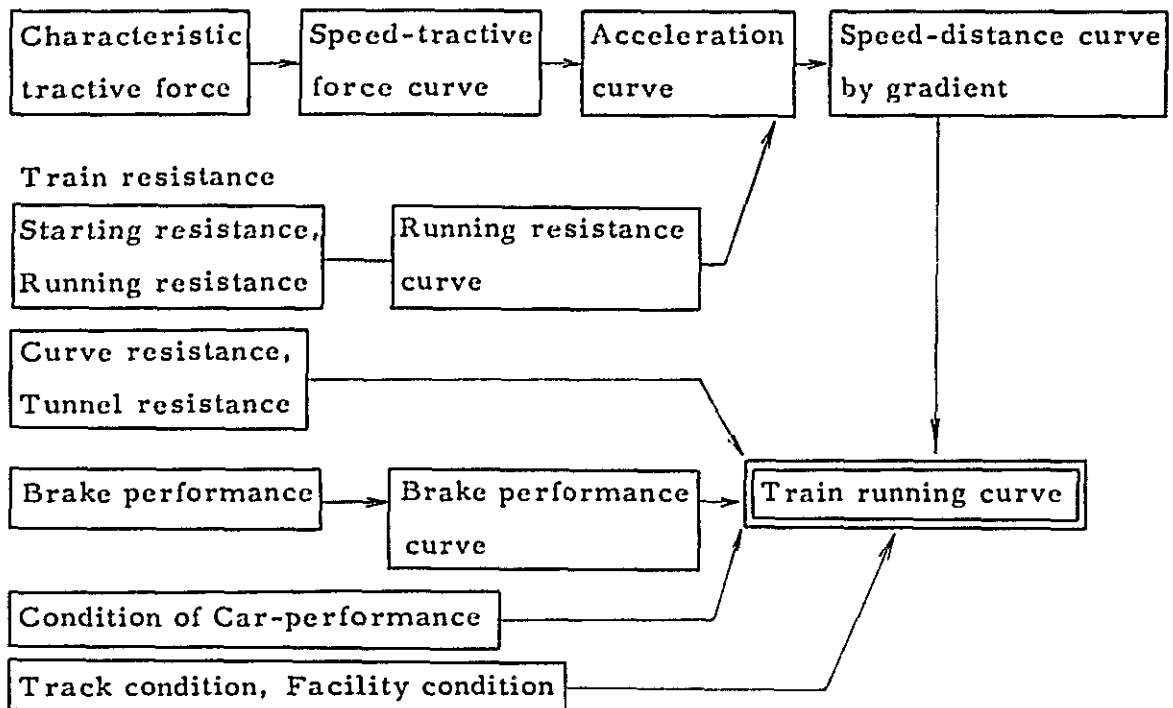 Characteristic
tractive force
Speed-tractive
force curve
Acceleration
curve
Speed-distance curve
by gradient
Train resistance
Starting resistance,
Running resistance
Running resistance
curve
Curve resistance,
Tunnel resistance
Brake performance
Brake performance
curve
Train running curve
Condition of Car-performance
Track condition, Facility condition